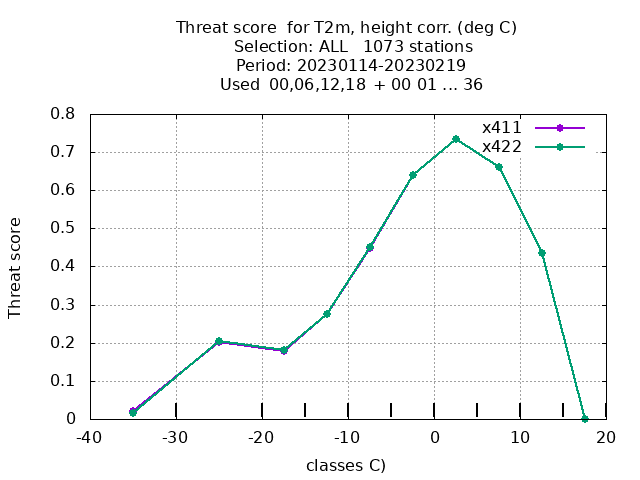 Threat score  for T2m, height corr. (deg C)
Selection: ALL   1073 stations
Period: 20230114-20230219
Used  00,06,12,18  + 00 01 ... 36
x411
x422
Threat score
0.8
0.7
0.6
0.5
0.4
0.3
0.2
0.1
0
-40 -30 -20 -10 0 10 20
classes C)